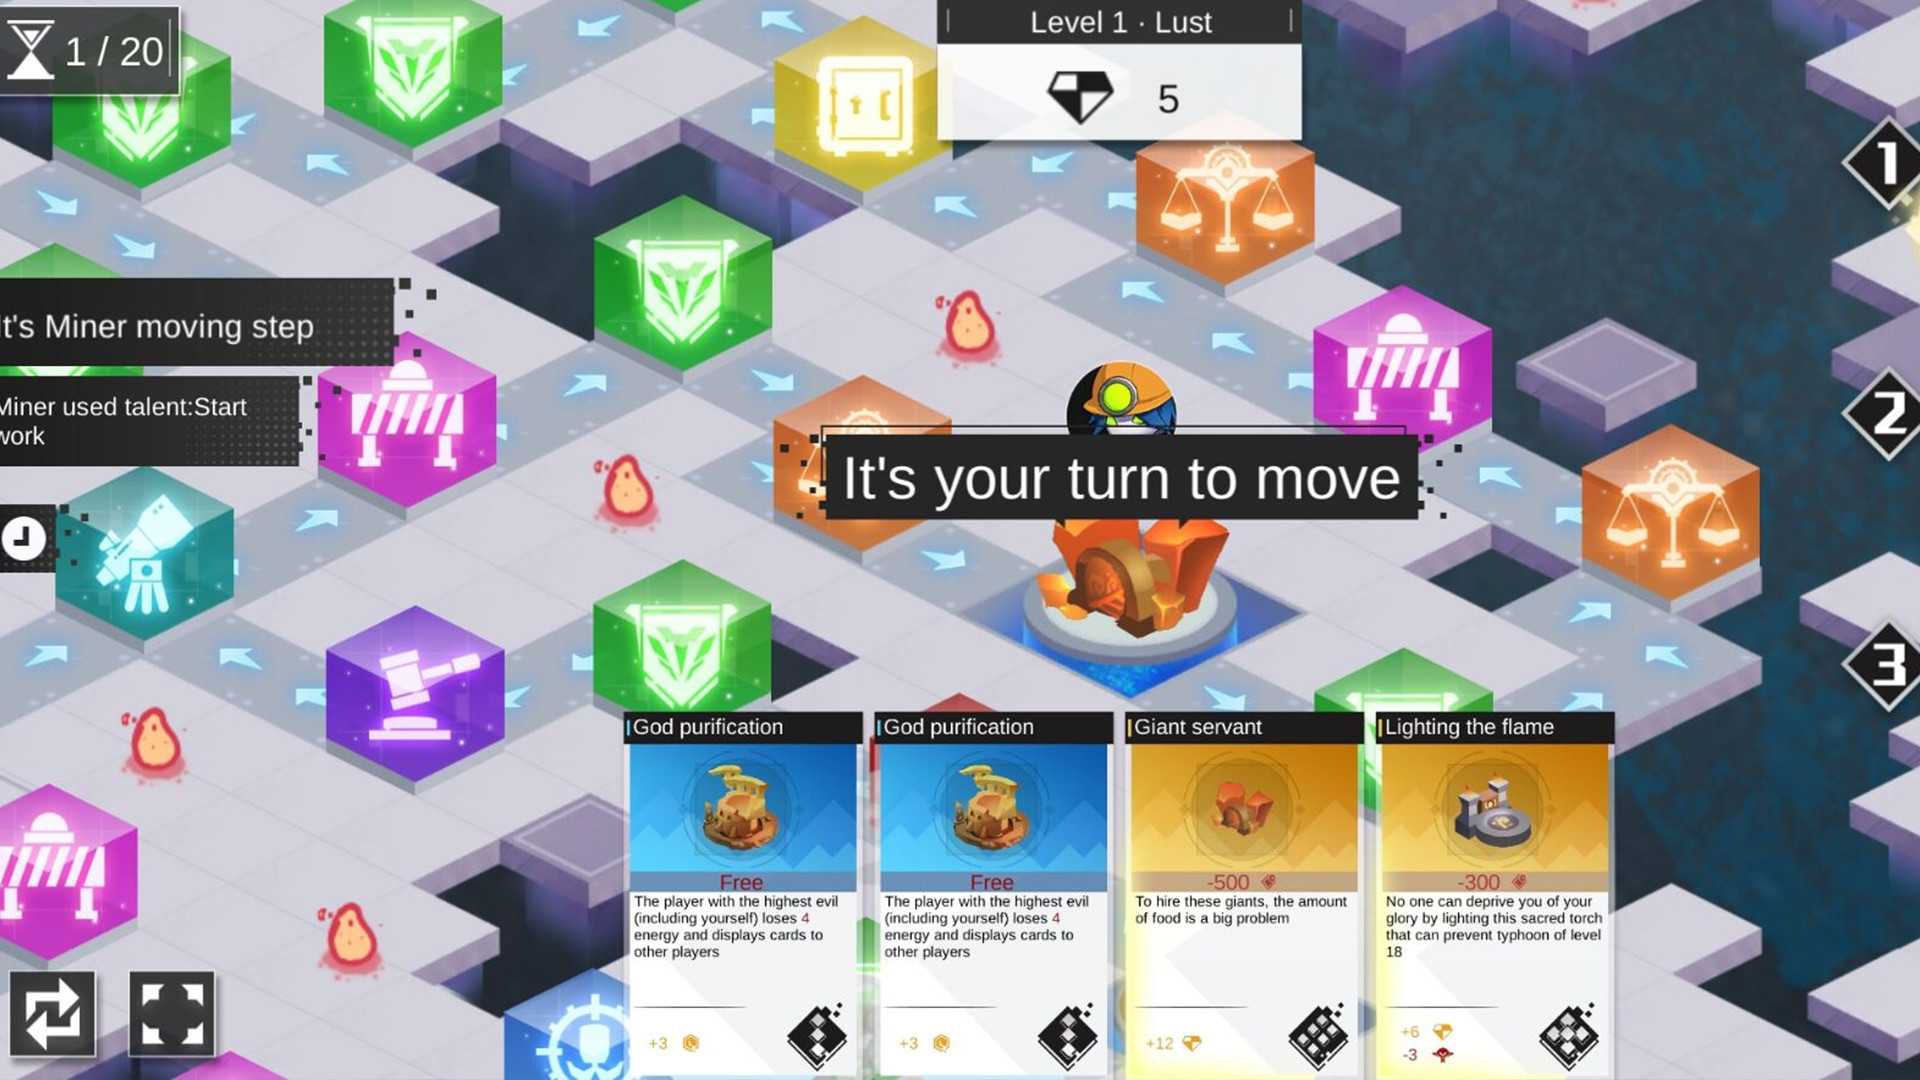 1 / 20
Level 1 · Lust
5
1
It's Miner moving step
Miner used talent:Start
work
2
It's your turn to move
3
God purification
Free
The player with the highest evil
(including yourself) loses 4
energy and displays cards to
other players
+3
God purification
Free
The player with the highest evil
(including yourself) loses 4
energy and displays cards to
other players
+3
Giant servant
-500
To hire these giants, the amount
of food is a big problem
+12
Lighting the flame
-300
No one can deprive you of your
glory by lighting this sacred torch
that can prevent typhoon of level
18
+6
-3